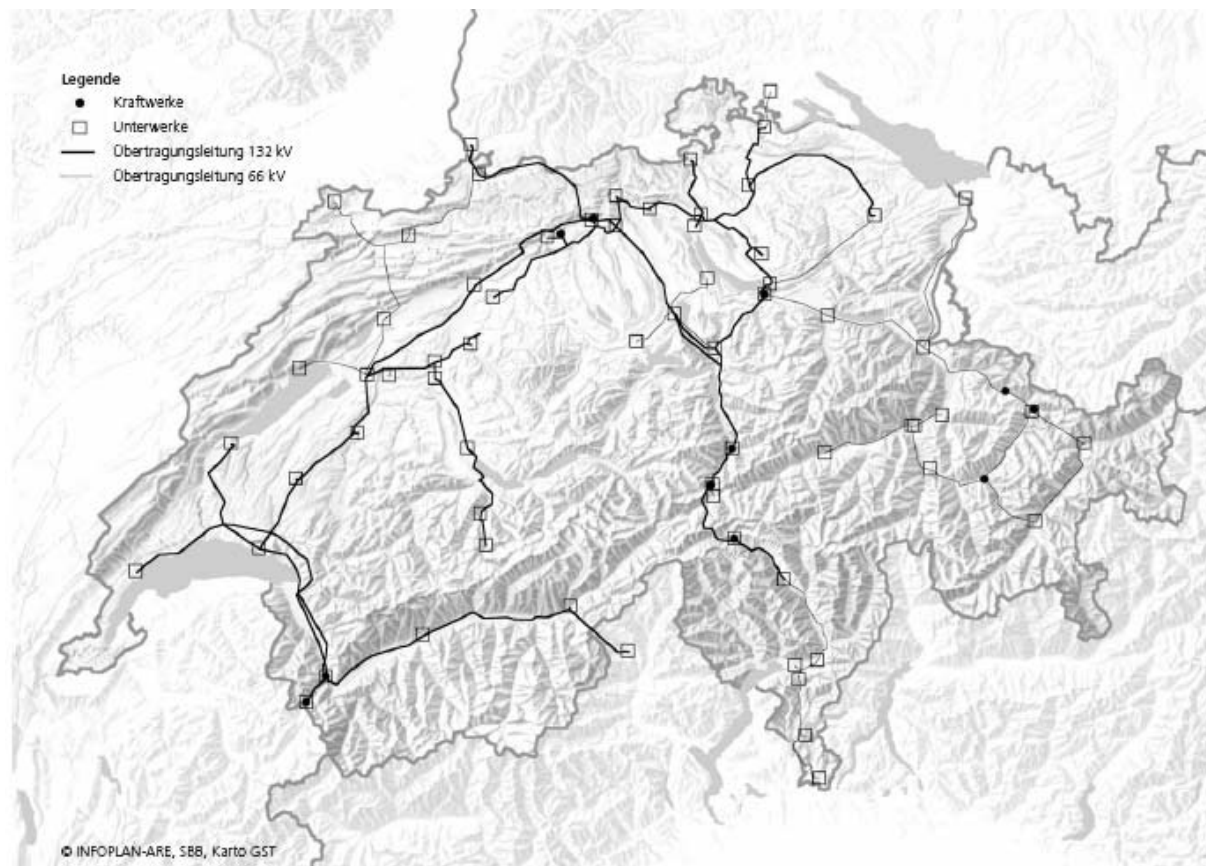 Legende
Kraftwerke
Unterwerke
Übertragungsleitung 132 kV
Übertragungsleitung 66 kV
© INFOPLAN-ARE, SBB, Karto GST